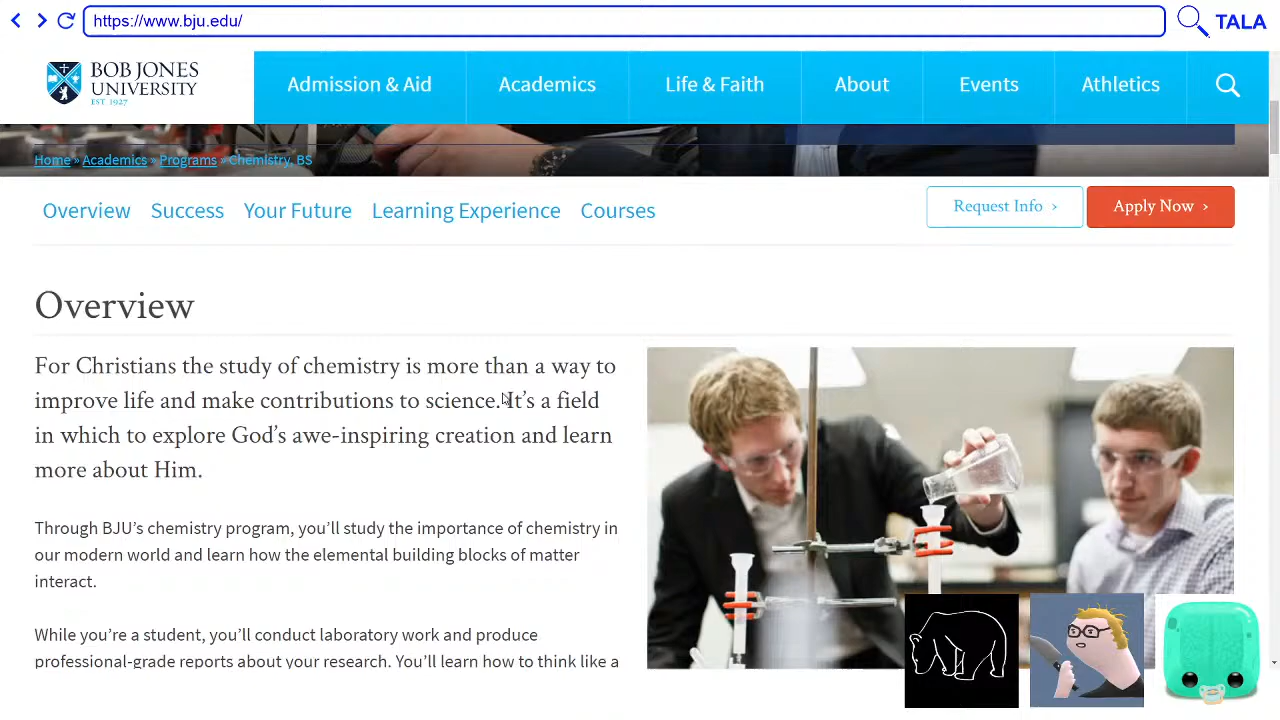 https://www.bju.edu/
TALA
BOB JONES
UNIVERSITY
EST 1927
Admission & Aid
Academics
Life & Faith
About
Events
Athletics
Home » Academics » Programs » Chemistry, BS
Overview
Success
Your Future
Learning Experience
Courses
Request Info ›
Apply Now ›
Overview
For Christians the study of chemistry is more than a way to
improve life and make contributions to science. It’s a field
in which to explore God’s awe-inspiring creation and learn
more about Him.
Through BJU’s chemistry program, you’ll study the importance of chemistry in
our modern world and learn how the elemental building blocks of matter
interact.
While you’re a student, you’ll conduct laboratory work and produce
professional-grade reports about your research. You’ll learn how to think like a